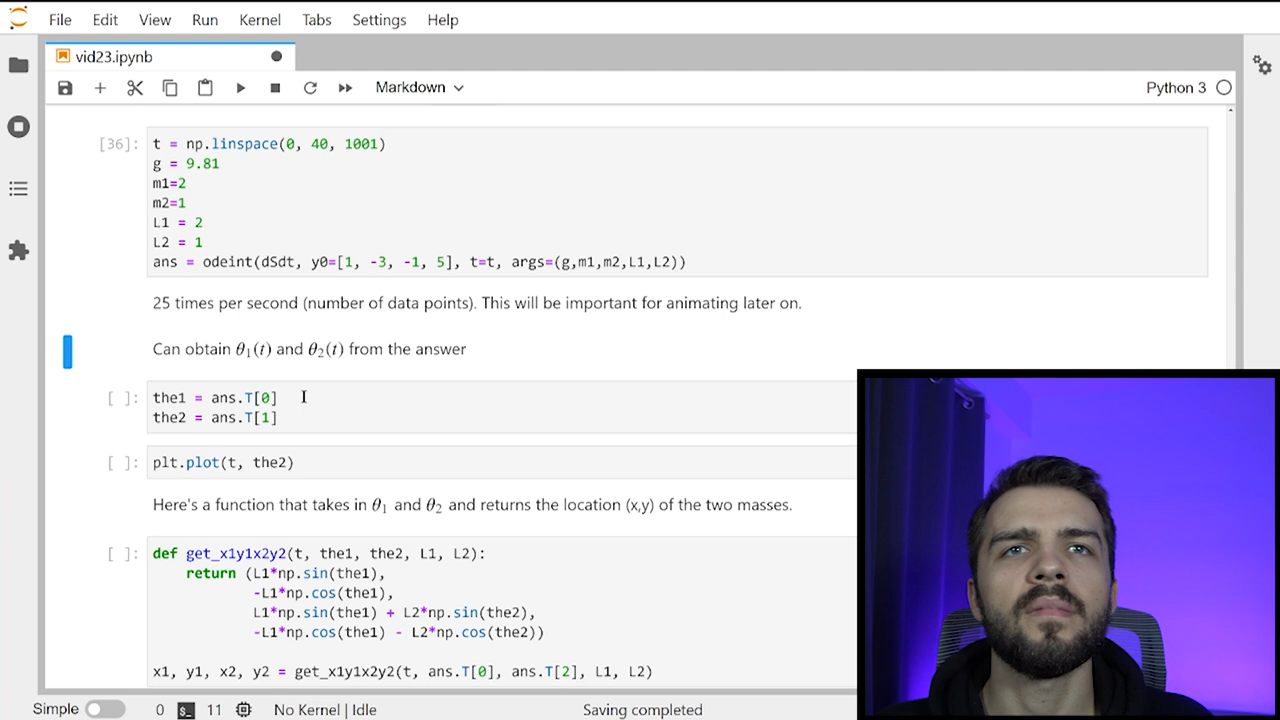 File Edit View Run Kernel Tabs Settings Help
vid23.ipynb
Markdown
Python 3
[36]: t = np.linspace(0, 40, 1001)
g = 9.81
m1=2
m2=1
L1 = 2
L2 = 1
ans = odeint(dSdt, y0=[1, -3, -1, 5], t=t, args=(g,m1,m2,L1,L2))
25 times per second (number of data points). This will be important for animating later on.
Can obtain θ₁(t) and θ₂(t) from the answer
[ ]: the1 = ans.T[0]
the2 = ans.T[1]
[ ]: plt.plot(t, the2)
Here's a function that takes in θ₁ and θ₂ and returns the location (x,y) of the two masses.
[ ]: def get_x1y1x2y2(t, the1, the2, L1, L2):
return (L1*np.sin(the1),
-L1*np.cos(the1),
L1*np.sin(the1) + L2*np.sin(the2),
-L1*np.cos(the1) - L2*np.cos(the2))
x1, y1, x2, y2 = get_x1y1x2y2(t, ans.T[0], ans.T[2], L1, L2)
Simple 0 11 No Kernel | Idle Saving completed